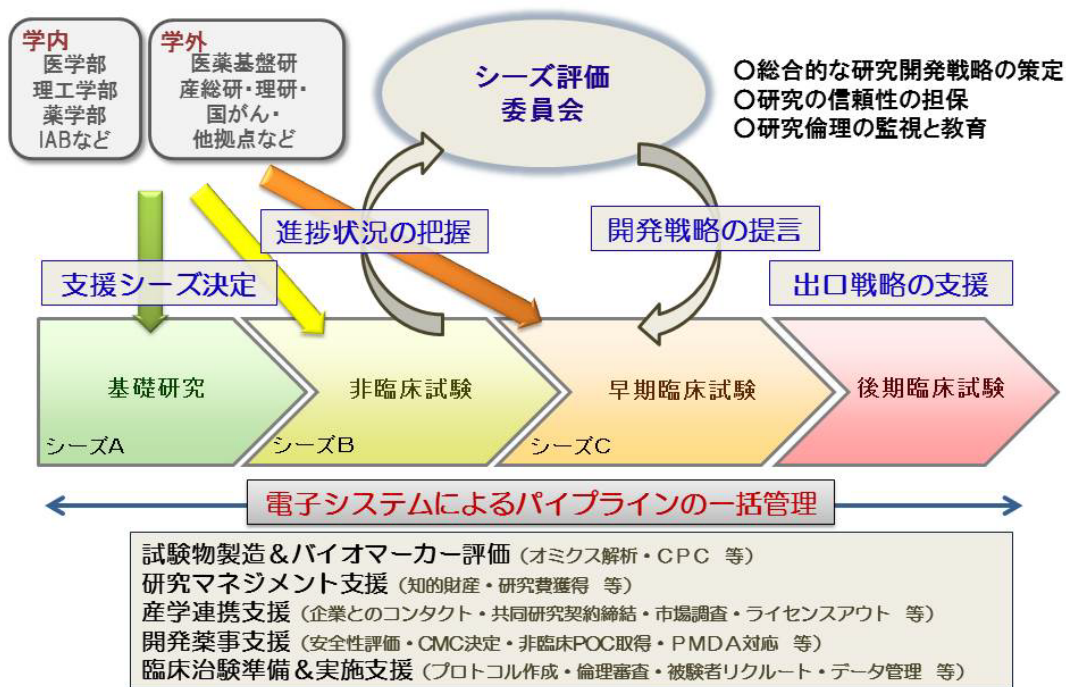 学内
医学部
理工学部
薬学部
IABなど
学外
医薬基盤研
産総研・理研・
国がん・
他拠点など
シーズ評価
委員会
〇総合的な研究開発戦略の策定
〇研究の信頼性の担保
〇研究倫理の監視と教育
進捗状況の把握
開発戦略の提言
支援シーズ決定
出口戦略の支援
基礎研究
シーズA
非臨床試験
シーズB
早期臨床試験
シーズC
後期臨床試験
電子システムによるパイプラインの一括管理
試験物製造&バイオマーカー評価(オミクス解析・CPC 等)
研究マネジメント支援(知的財産・研究費獲得 等)
産学連携支援(企業とのコンタクト・共同研究契約締結・市場調査・ライセンスアウト 等)
開発薬事支援(安全性評価・CMC決定・非臨床POC取得・PMDA対応 等)
臨床治験準備&実施支援(プロトコル作成・倫理審査・被験者リクルート・データ管理 等)